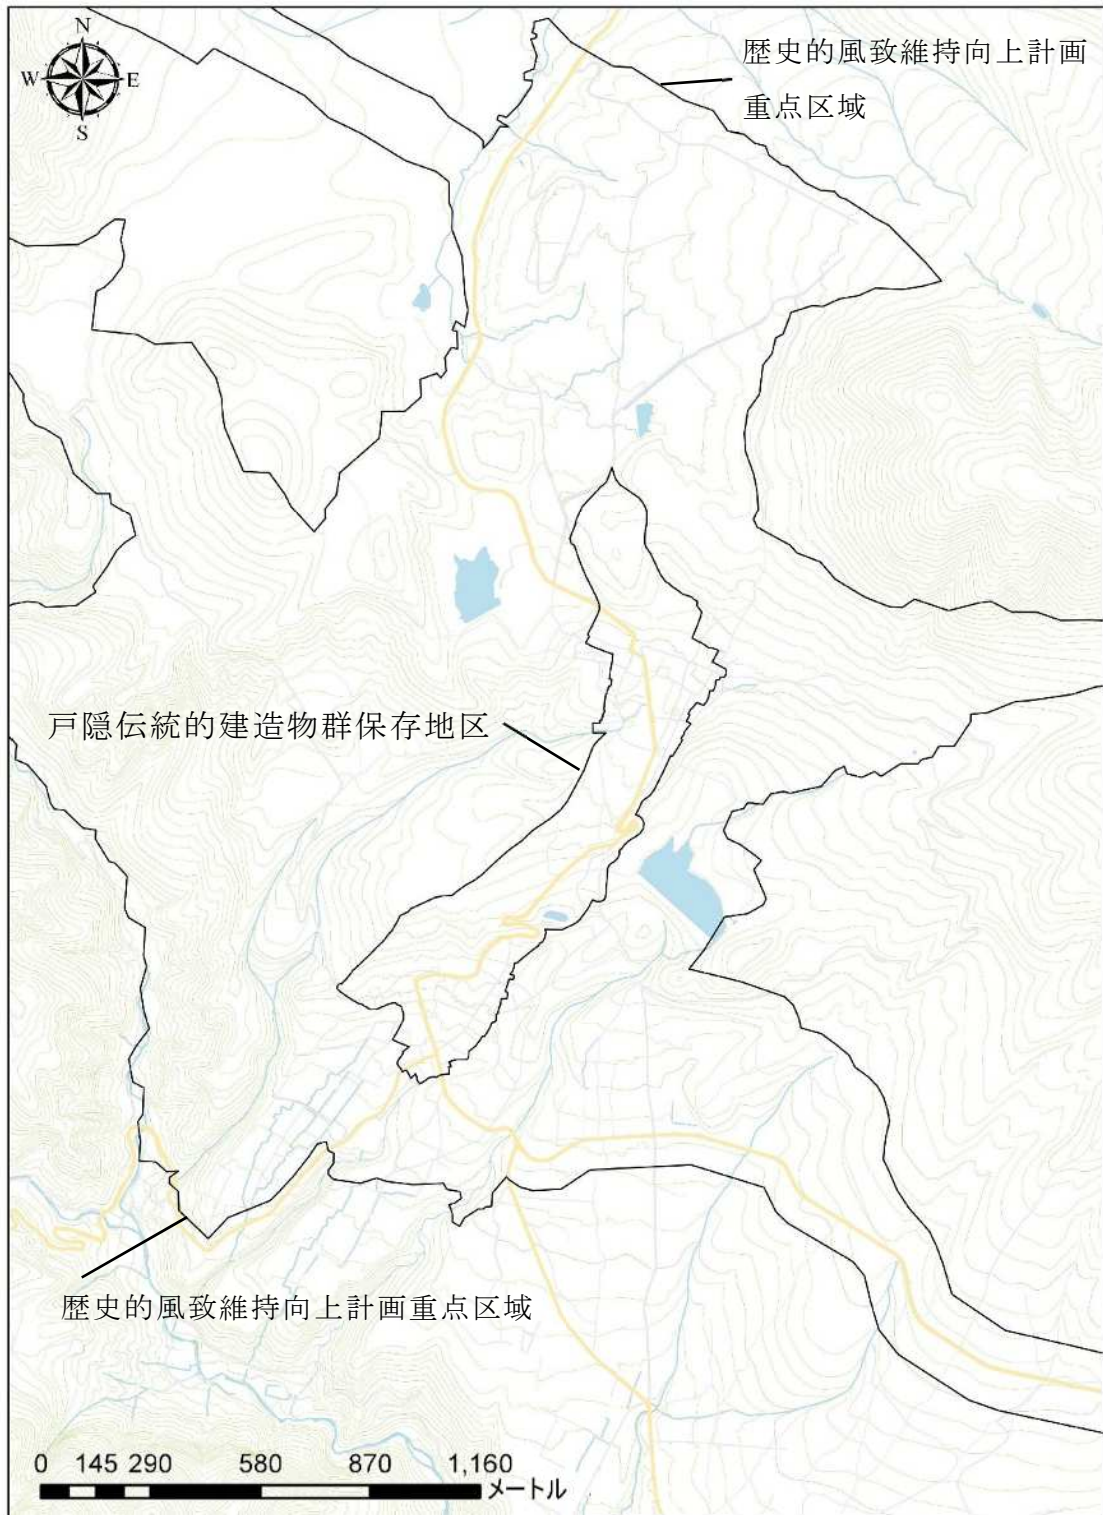 N
W E
S
歴史的風致維持向上計画
重点区域
戸隠伝統的建造物群保存地区
歴史的風致維持向上計画重点区域
0 145 290 580 870 1,160
メートル